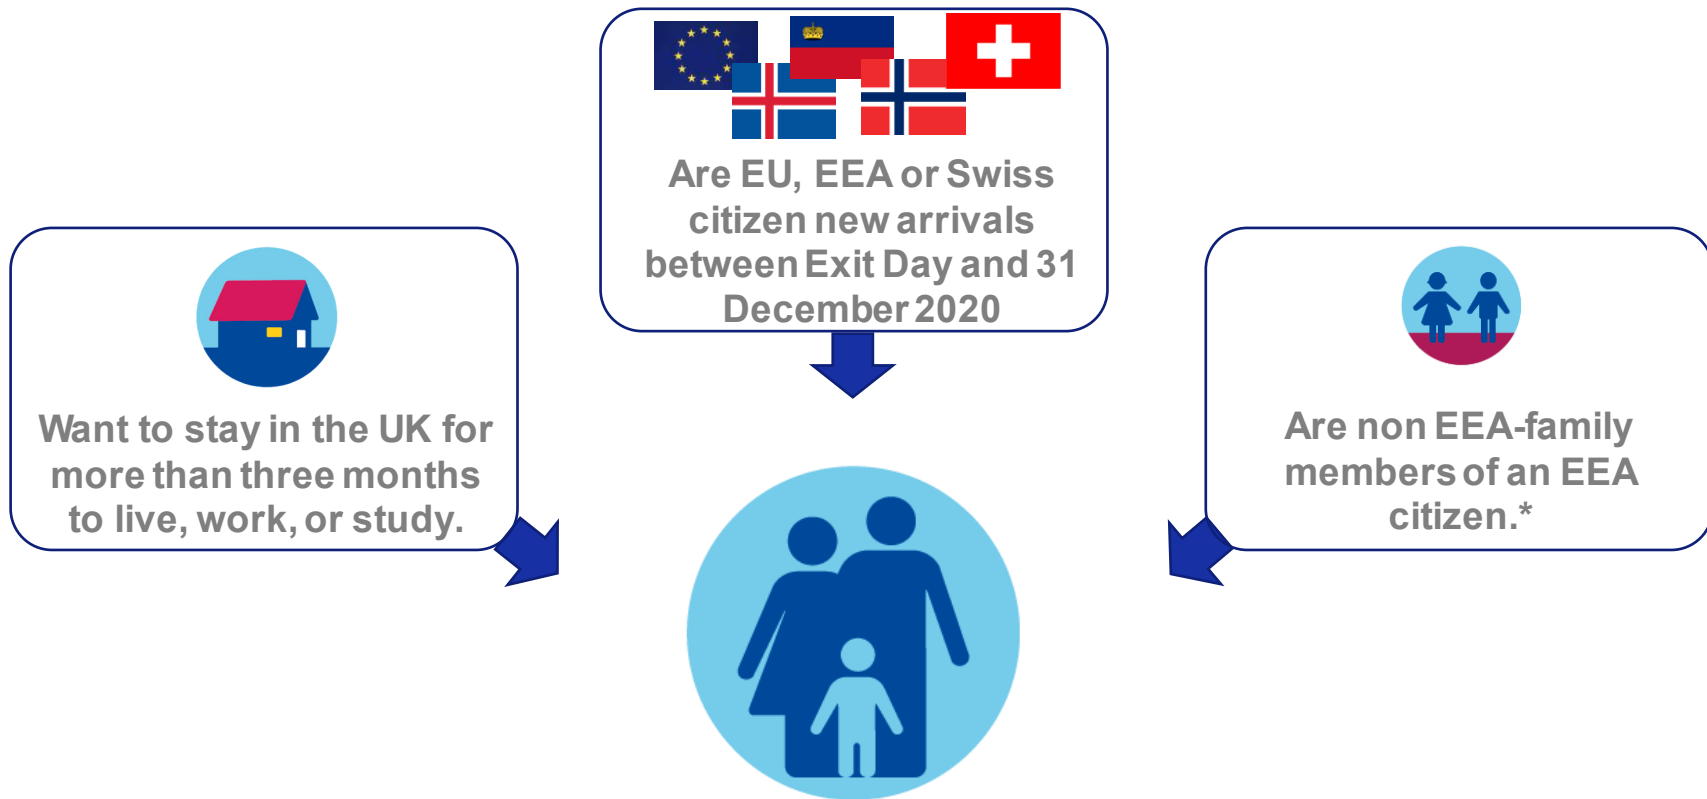 Are EU, EEA or Swiss
citizen new arrivals
between Exit Day and 31
December 2020
Want to stay in the UK for
more than three months
to live, work, or study.
Are non EEA-family
members of an EEA
citizen.*